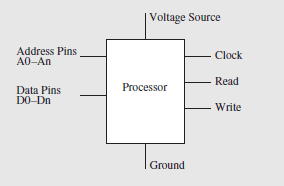 Voltage Source
Address Pins
A0–An
Clock
Data Pins
D0–Dn
Processor
Read
Write
Ground